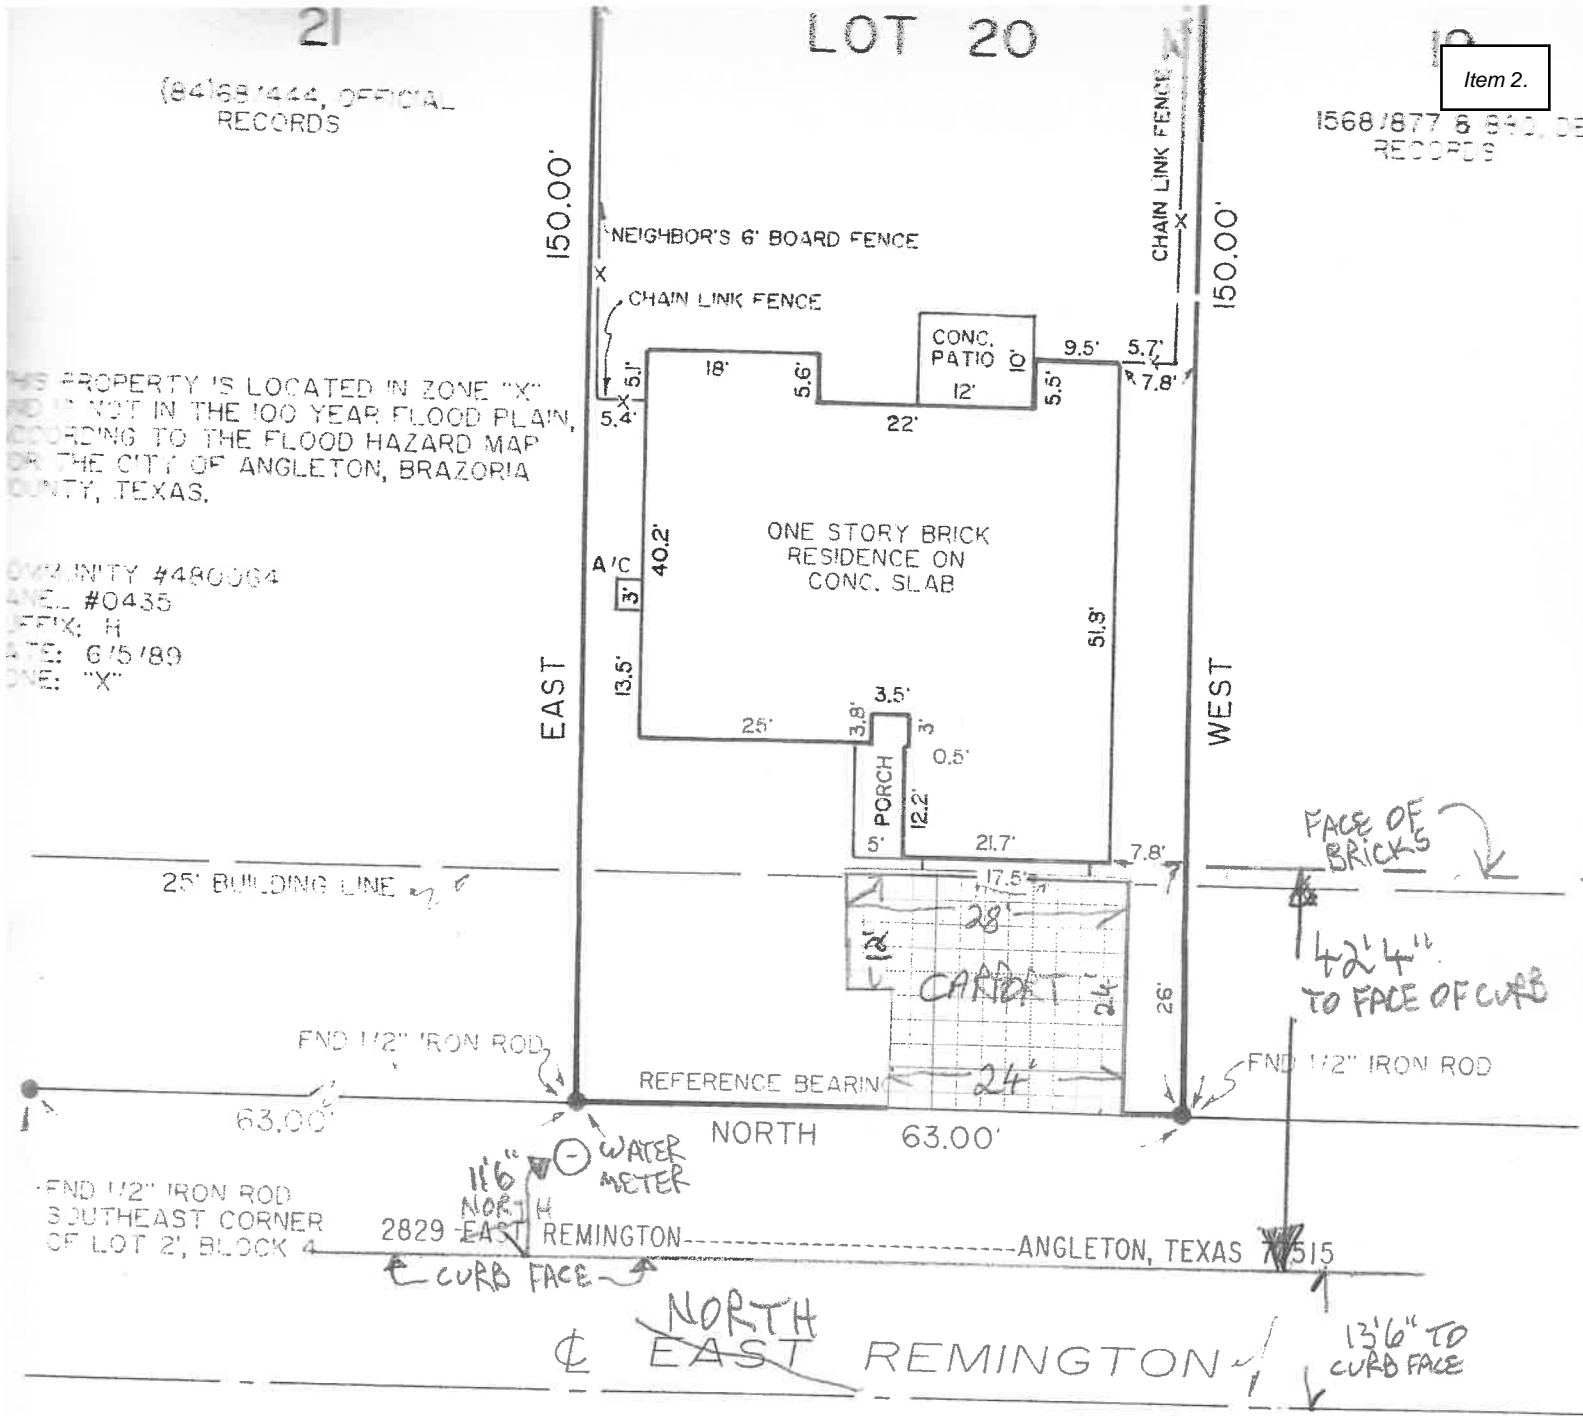 21
LOT 20
Item 2.
(84)68/444, OFFICIAL
RECORDS
1568/877 &
RECORDS
CHAIN LINK FENCE
X
150.00'
150.00'
NEIGHBOR'S 6' BOARD FENCE
X
CHAIN LINK FENCE
CONC.
PATIO
10'
12'
9.5'
5.7'
7.8'
18'
5.1'
5.6'
5.5'
X
5.4'
22'
PROPERTY IS LOCATED IN ZONE "X"
NOT IN THE 100 YEAR FLOOD PLAIN,
TO THE FLOOD HAZARD MAP
THE CITY OF ANGLETON, BRAZORIA
TEXAS.
#480064
#0435
H
6/5/89
"X"
ONE STORY BRICK
RESIDENCE ON
CONC. SLAB
A/C
3'
40.2'
51.9'
13.5'
EAST
WEST
25'
3.8'
3.5'
3'
0.5'
PORCH
12.2'
5'
21.7'
7.8'
FACE OF
BRICKS
25' BUILDING LINE
17.5'
28'
12'
CARPORT
24'
26'
42'4"
TO FACE OF CURB
FND 1/2" IRON ROD
REFERENCE BEARIN
24'
FND 1/2" IRON ROD
63.00'
NORTH 63.00'
11'6"
WATER
METER
FND 1/2" IRON ROD
SOUTHEAST CORNER
OF LOT 2', BLOCK 4
NORTH
2829 EAST REMINGTON---------------------------ANGLETON, TEXAS 77515
CURB FACE
NORTH
EAST REMINGTON
13'6" TO
CURB FACE